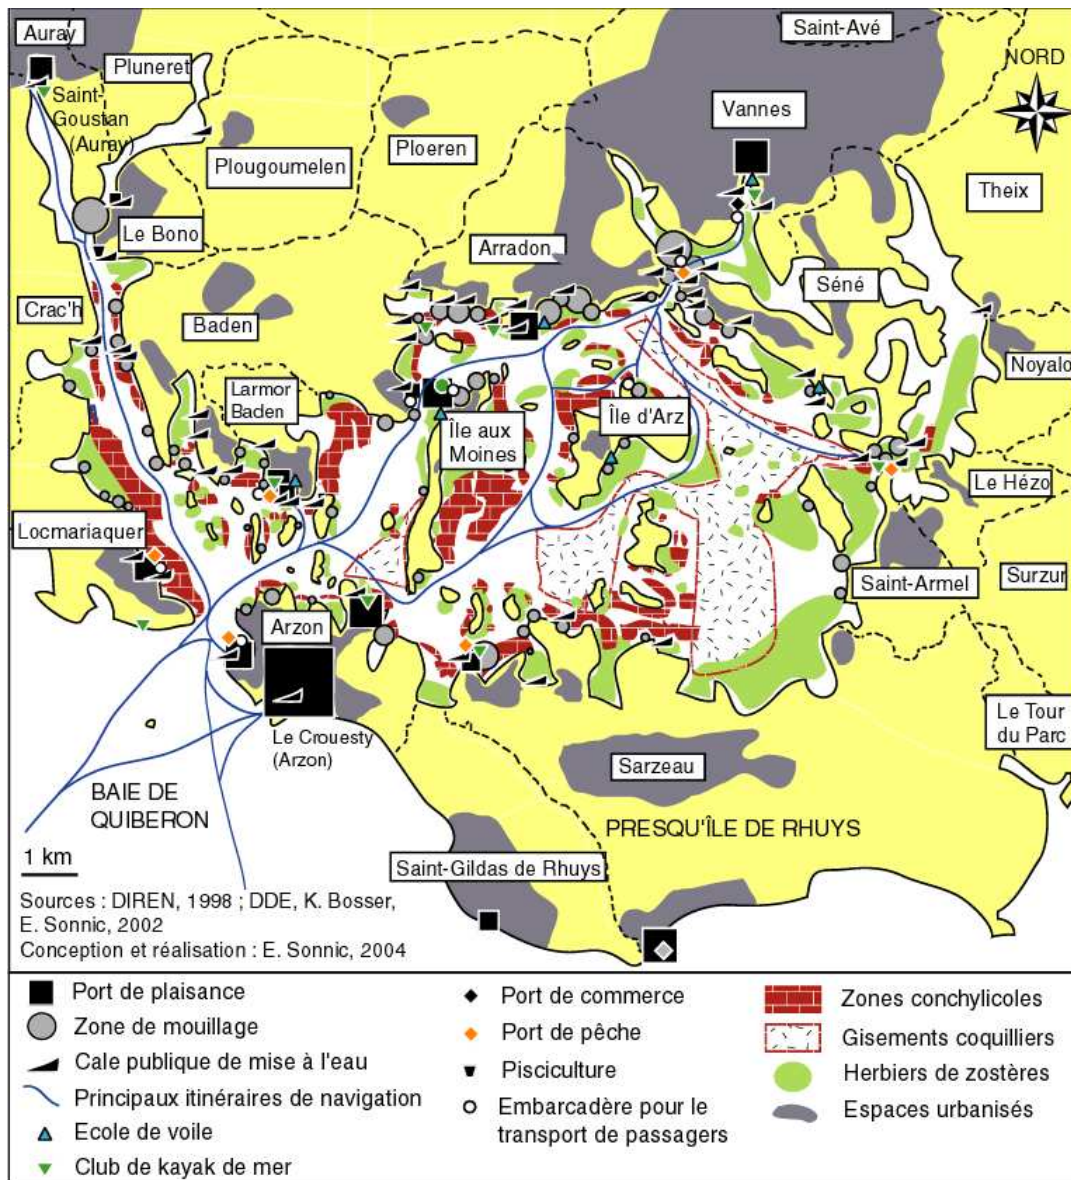 Auray
Pluneret
Saint-Avé
NORD
Saint-
Goustan
(Auray)
Vannes
Ploeren
Plougoumelen
Theix
Le Bono
Arradon
Séné
Crac'h
Baden
Noyalo
Larmor
Baden
Île d'Arz
Île aux
Moines
Le Hézo
Locmariaquer
Saint-Armel
Surzur
Arzon
Le Tour
du Parc
Le Crouesty
(Arzon)
Sarzeau
BAIE DE
QUIBERON
PRESQU'ÎLE DE RHUYS
1 km
Saint-Gildas de Rhuys
Sources : DIREN, 1998 ; DDE, K. Bosser,
E. Sonnic, 2002
Conception et réalisation : E. Sonnic, 2004
Port de plaisance
Zone de mouillage
Cale publique de mise à l'eau
Principaux itinéraires de navigation
Ecole de voile
Club de kayak de mer
Port de commerce
Port de pêche
Pisciculture
Embarcadère pour le
transport de passagers
Zones conchylicoles
Gisements coquilliers
Herbiers de zostères
Espaces urbanisés